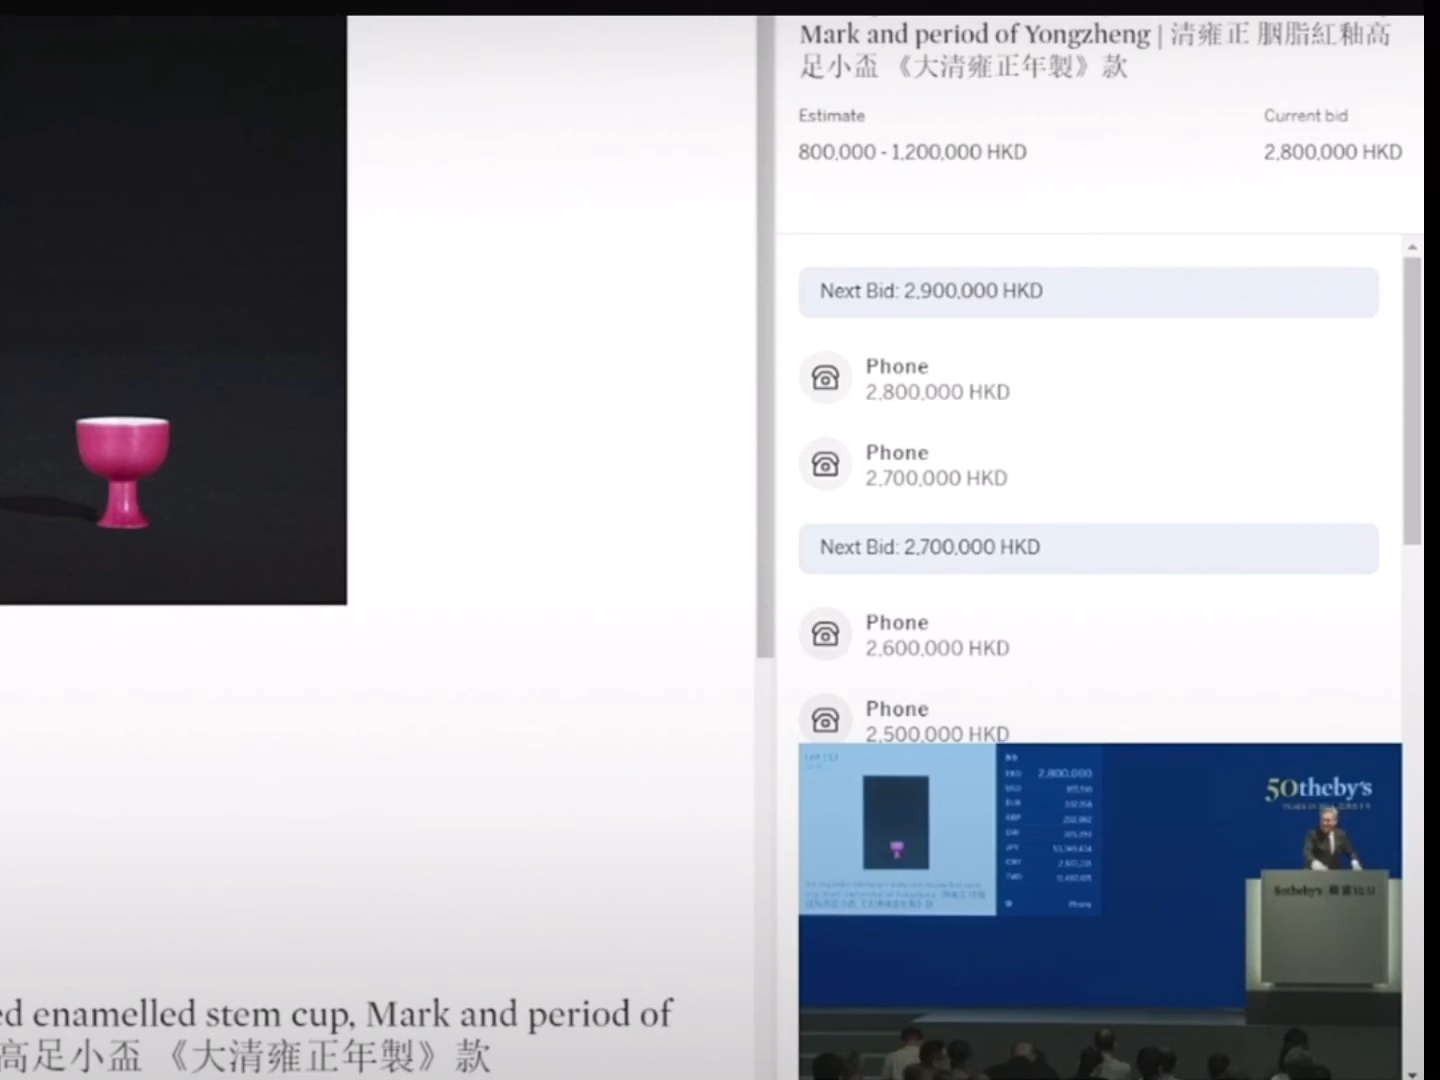 Mark and period of Yongzheng | 清雍正 胭脂紅釉高
足小盃 《大清雍正年製》 款
Estimate
Current bid
800,000 - 1,200,000 HKD
2,800,000 HKD
Next Bid: 2,900,000 HKD
Phone
2,800,000 HKD
Phone
2,700,000 HKD
Next Bid: 2,700,000 HKD
Phone
2,600,000 HKD
Phone
2,500,000 HKD
2,800,000
50theby's
Sotheby's
Phone
ed enamelled stem cup, Mark and period of
高足小盃 《大清雍正年製》 款